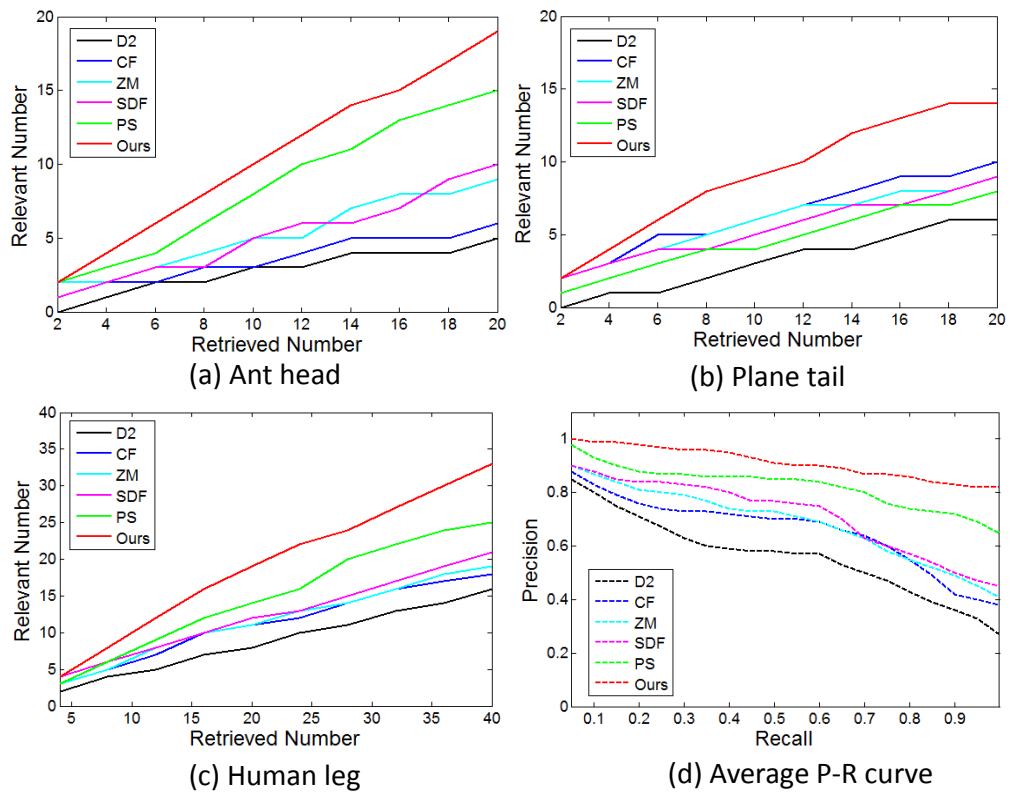 20
15
10
5
0
Relevant Number
D2
CF
ZM
SDF
PS
Ours
2 4 6 8 10 12 14 16 18 20
Retrieved Number
(a) Ant head
20
15
10
5
0
Relevant Number
D2
CF
ZM
SDF
PS
Ours
2 4 6 8 10 12 14 16 18 20
Retrieved Number
(b) Plane tail
40
35
30
25
20
15
10
5
0
Relevant Number
D2
CF
ZM
SDF
PS
Ours
5 10 15 20 25 30 35 40
Retrieved Number
(c) Human leg
1
0.8
0.6
0.4
0.2
0
Precision
D2
CF
ZM
SDF
PS
Ours
0.1 0.2 0.3 0.4 0.5 0.6 0.7 0.8 0.9
Recall
(d) Average P-R curve